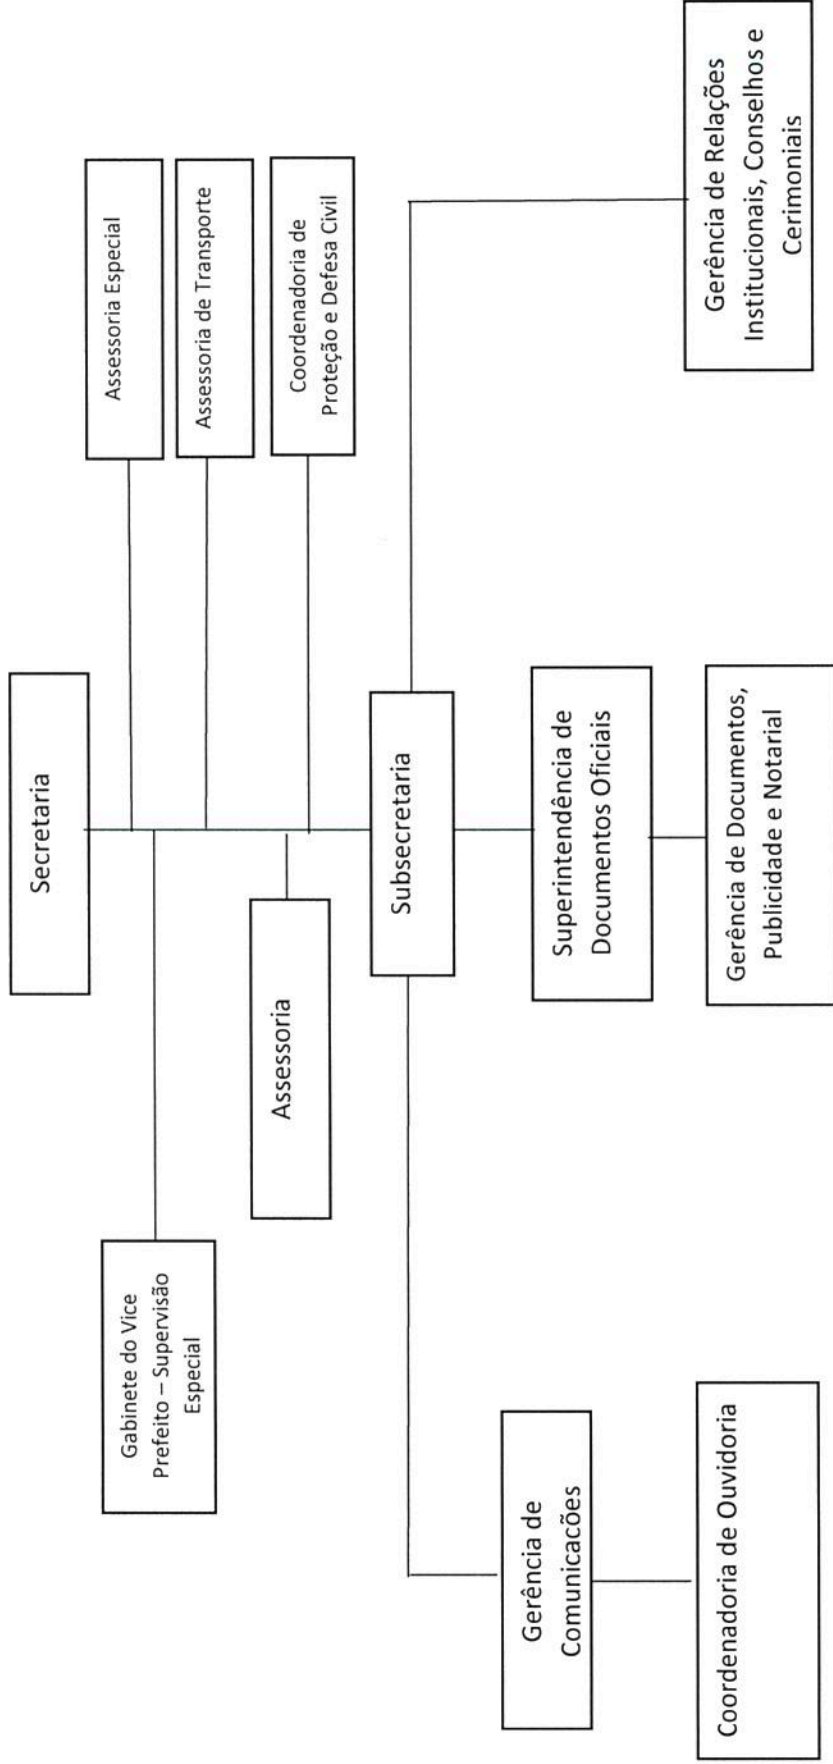 Secretaria
Assessoria Especial
Gabinete do Vice
Prefeito – Supervisão
Especial
Assessoria de Transporte
Assessoria
Coordenadoria de
Proteção e Defesa Civil
Subsecretaria
Gerência de
Comunicacões
Superintendência de
Documentos Oficiais
Gerência de Relações
Institucionais, Conselhos e
Cerimoniais
Coordenadoria de Ouvidoria
Gerência de Documentos,
Publicidade e Notarial